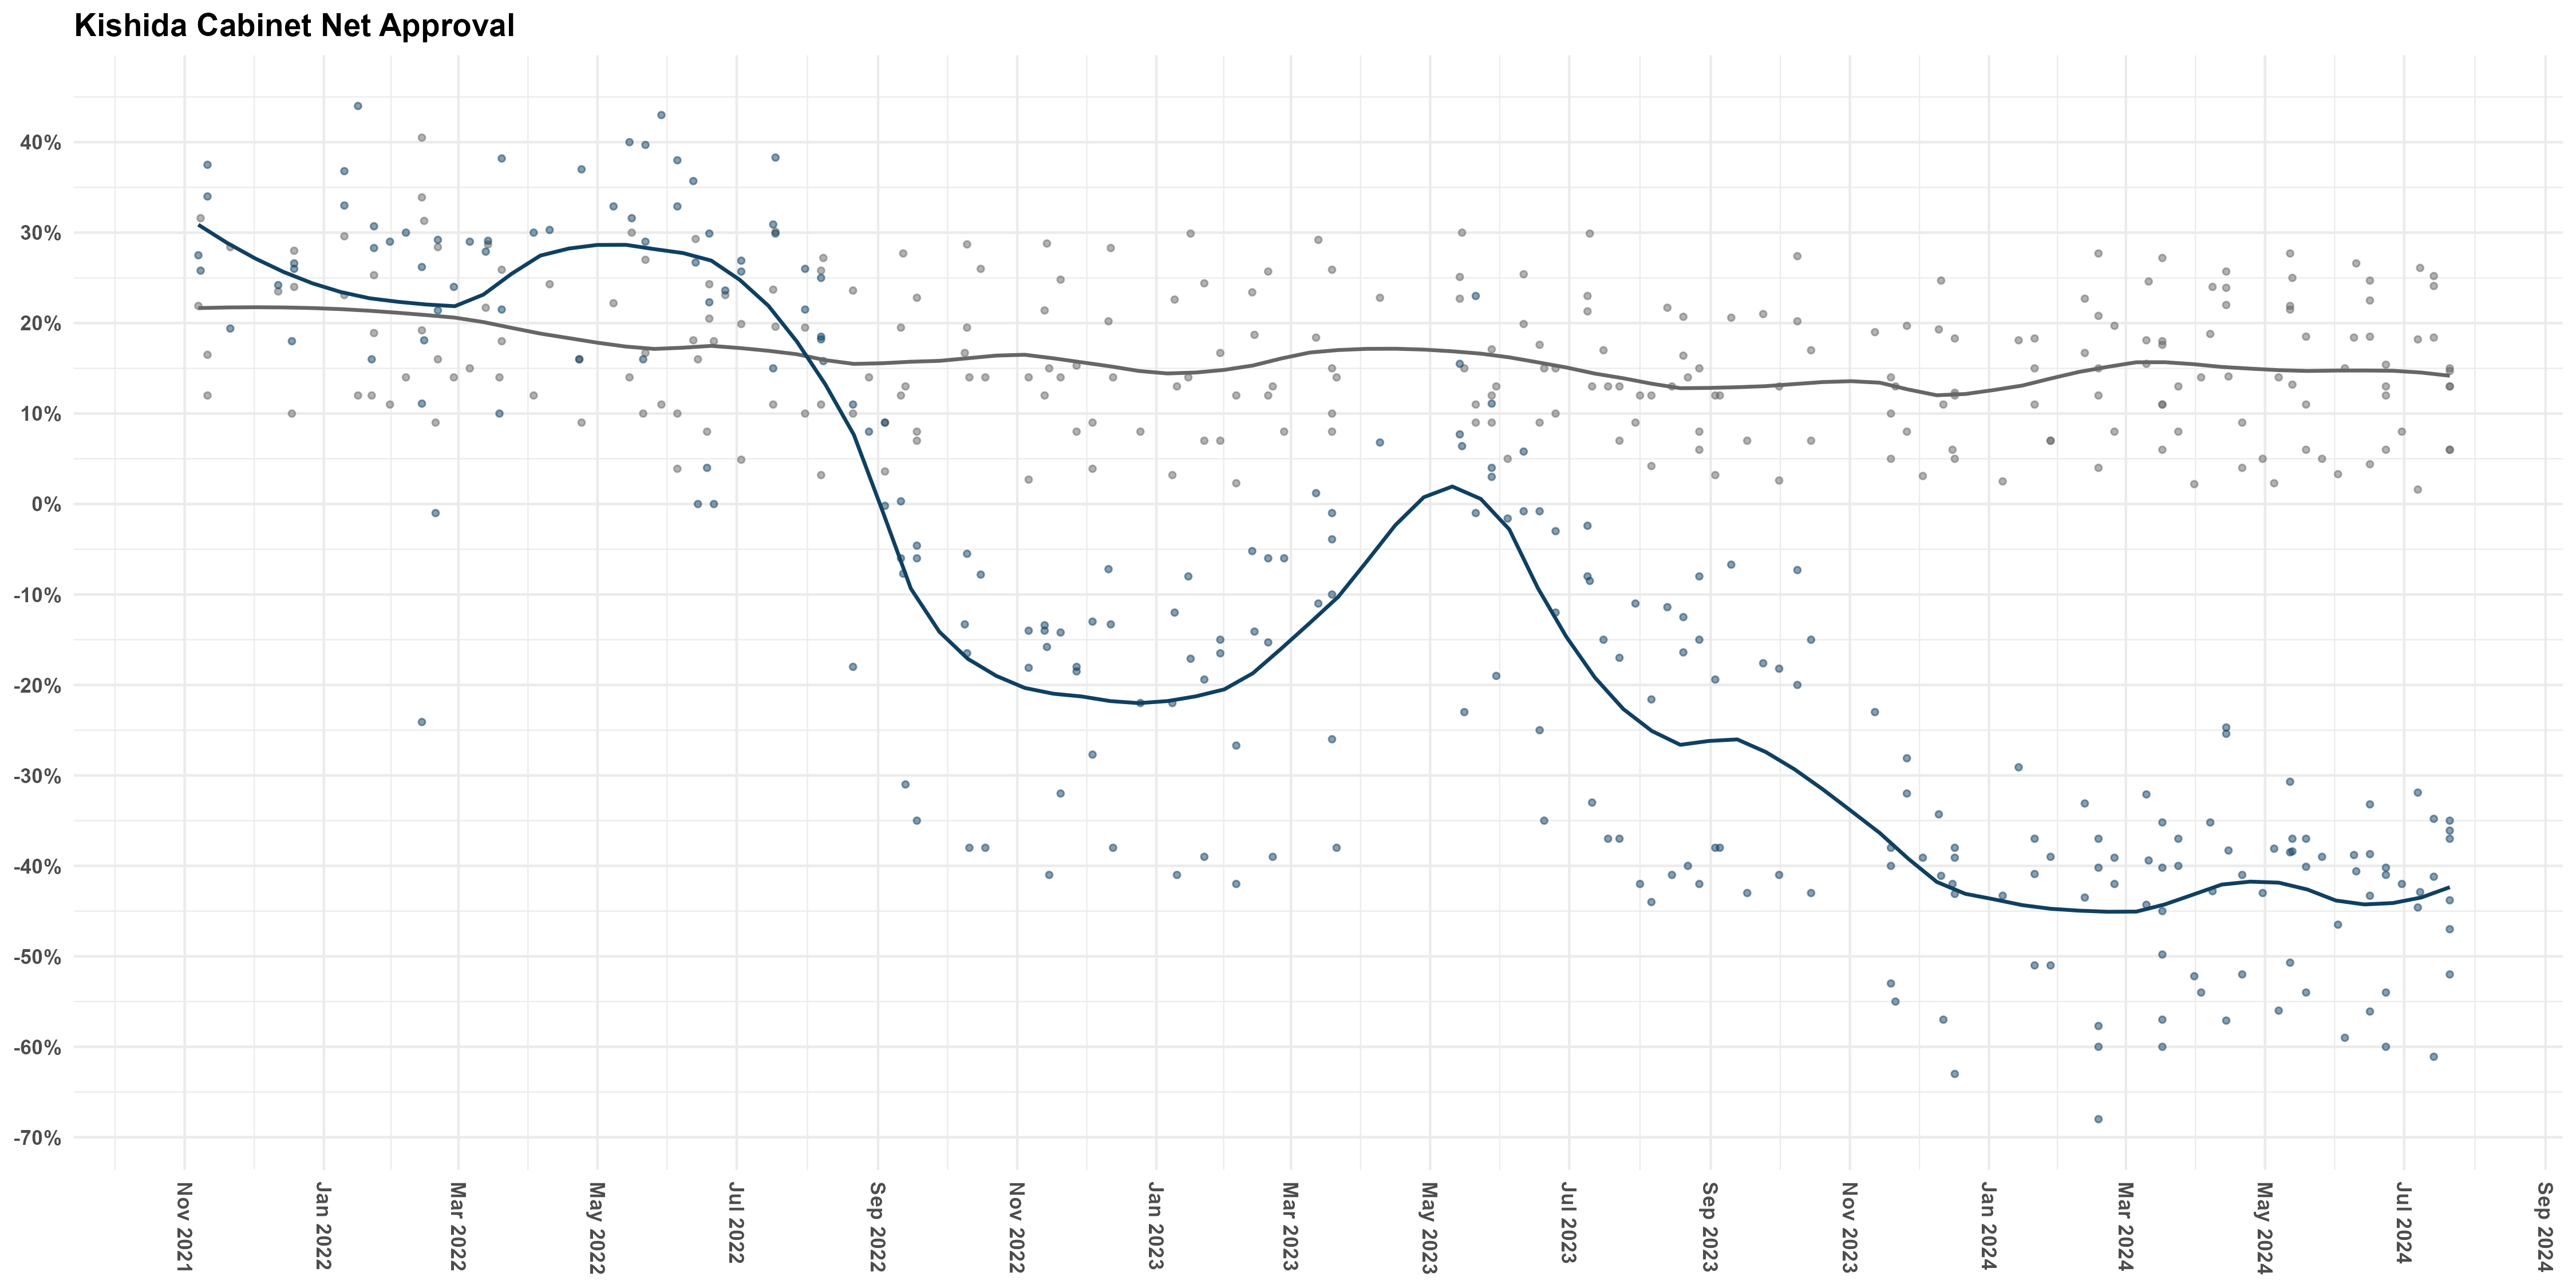 Kishida Cabinet Net Approval
40%
30%
20%
10%
0%
-10%
-20%
-30%
-40%
-50%
-60%
-70%
Nov 2021
Jan 2022
Mar 2022
May 2022
Jul 2022
Sep 2022
Nov 2022
Jan 2023
Mar 2023
May 2023
Jul 2023
Sep 2023
Nov 2023
Jan 2024
Mar 2024
May 2024
Jul 2024
Sep 2024